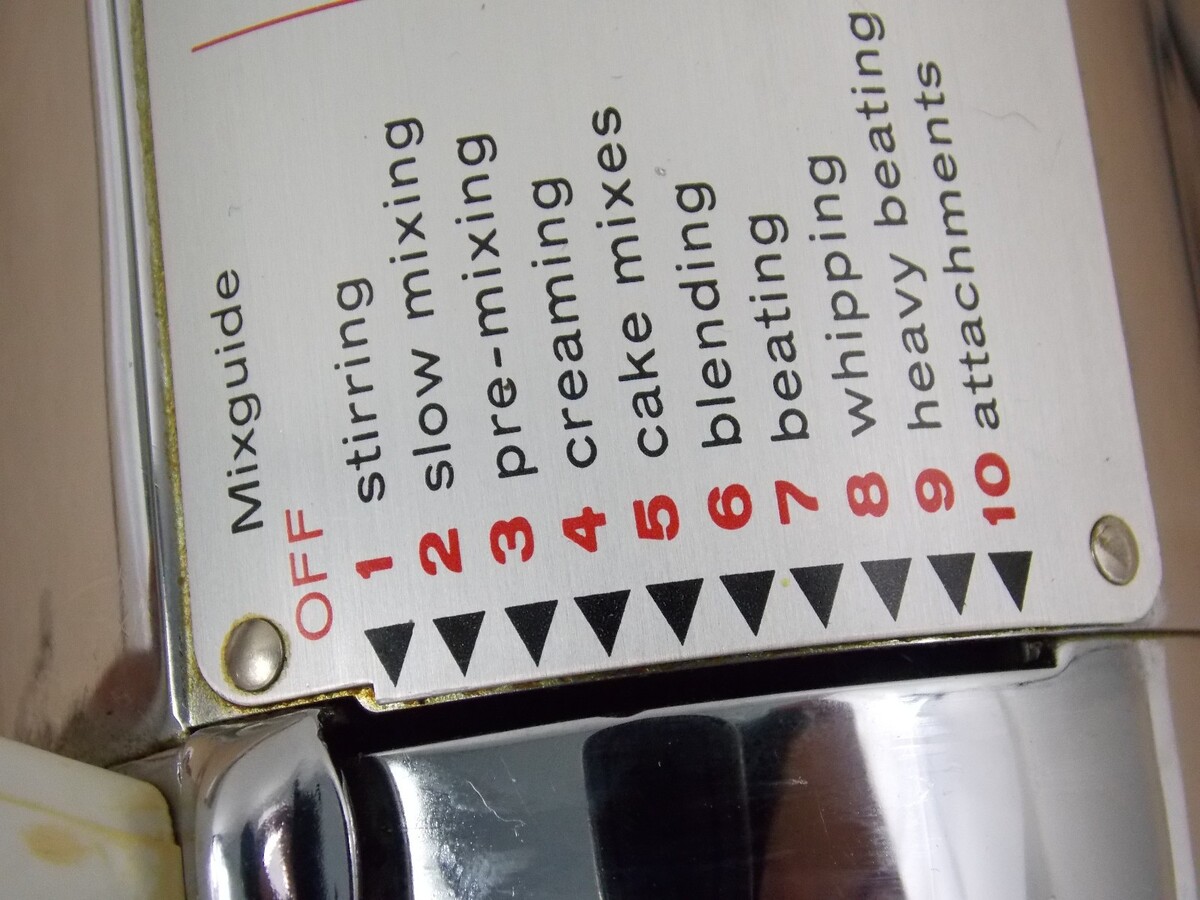 Mixguide
OFF
1 stirring
2 slow mixing
3 pre-mixing
4 creaming
5 cake mixes
6 blending
7 beating
8 whipping
9 heavy beating
10 attachments